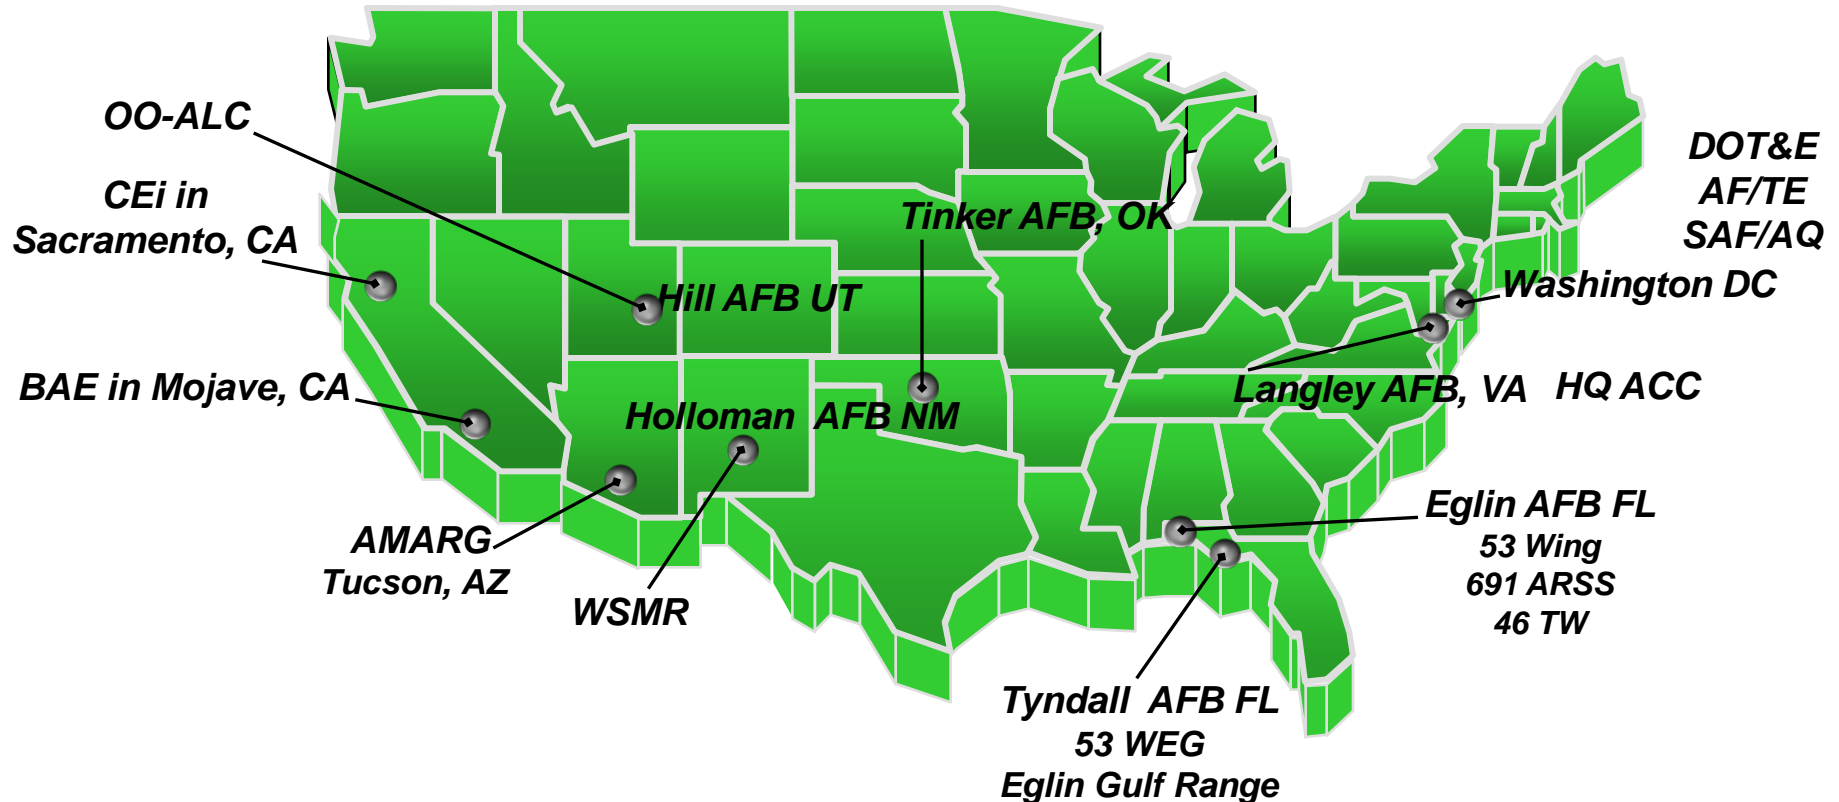 OO-ALC
CEi in
Sacramento, CA
BAE in Mojave, CA
AMARG
Tucson, AZ
WSMR
Hill AFB UT
Holloman  AFB NM
Tinker AFB, OK
DOT&E
AF/TE
SAF/AQ
Washington DC
Langley AFB, VA   HQ ACC
Eglin AFB FL
53 Wing
691 ARSS
46 TW
Tyndall  AFB FL
53 WEG
Eglin Gulf Range